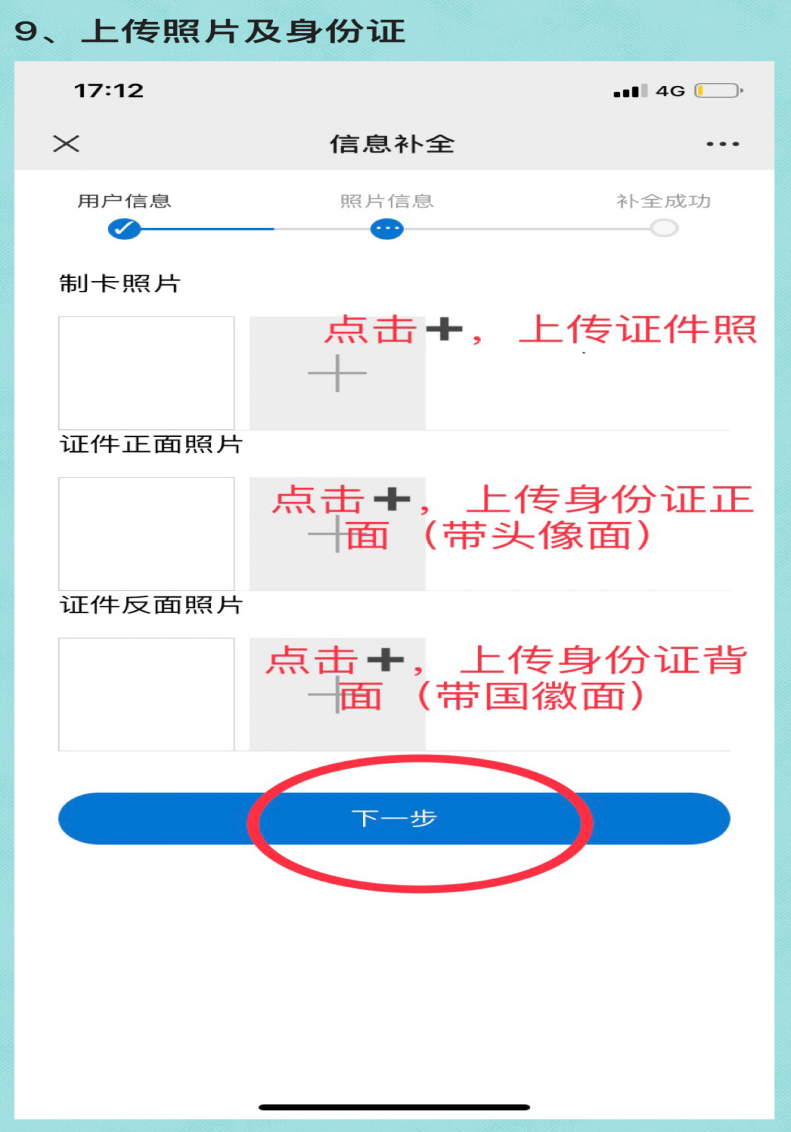 9、上传照片及身份证
17:12 4G
信息补全
用户信息 照片信息 补全成功
制卡照片
点击➕，上传证件照
证件正面照片
点击➕，上传身份证正
面（带头像面）
证件反面照片
点击➕，上传身份证背
面（带国徽面）
下一步